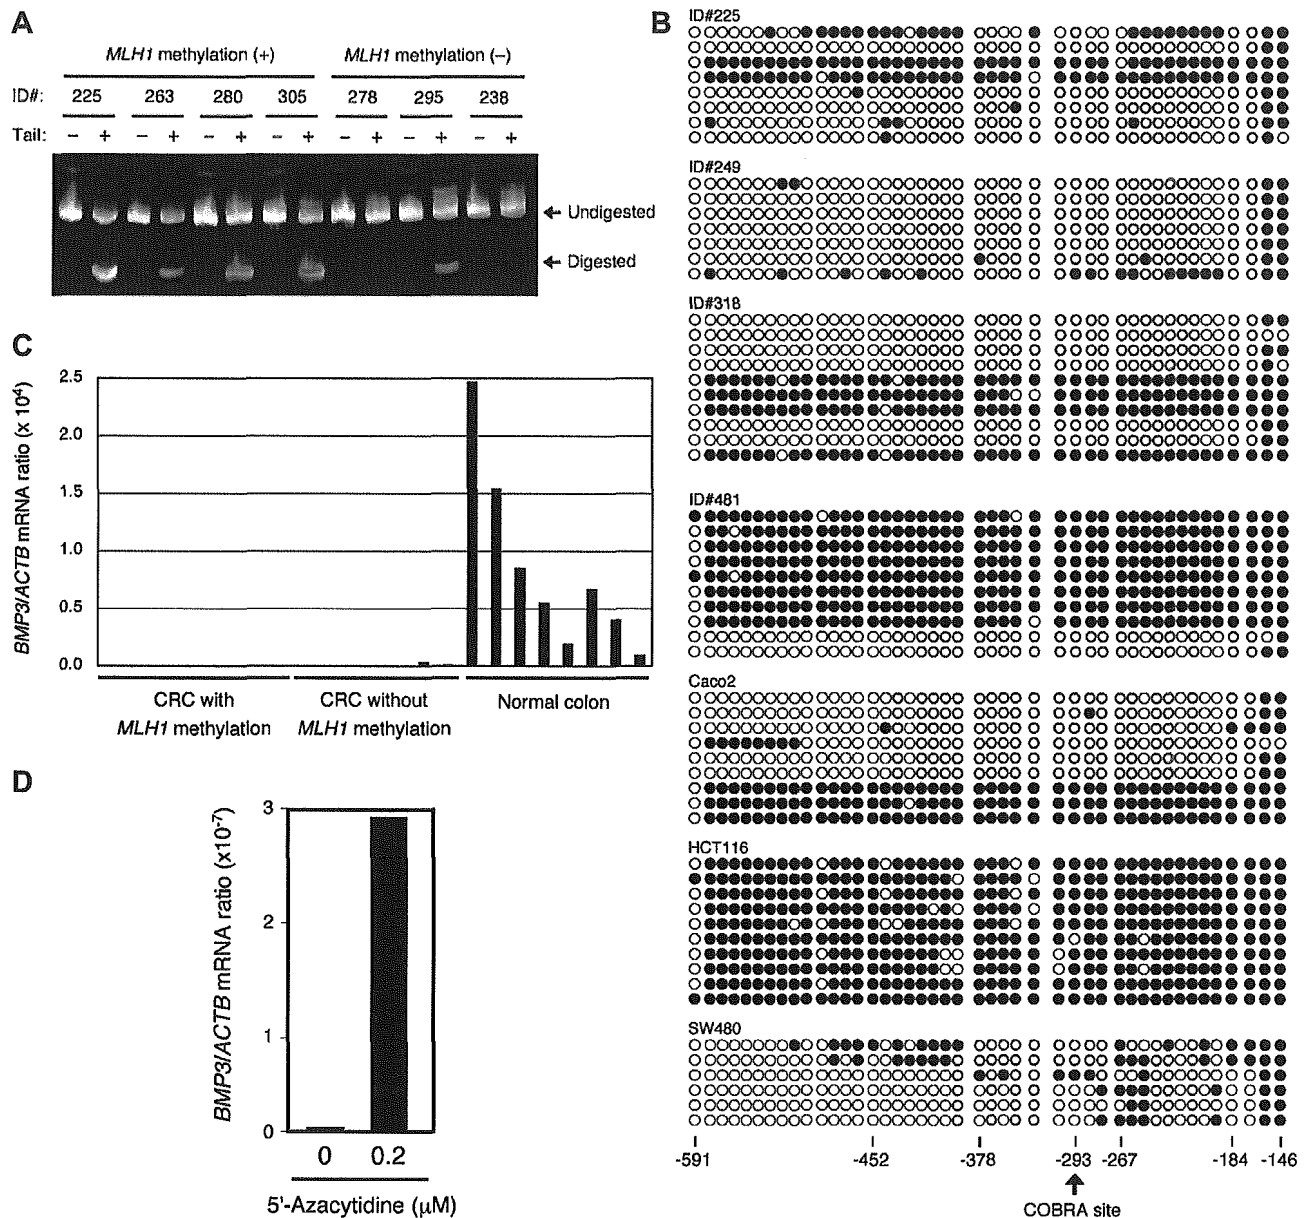 A
MLH1 methylation (+) MLH1 methylation (–)
ID#: 225 263 280 305 278 295 238
Tail: – + – + – + – + – + – + – +
Undigested
Digested
C
BMP3/ACTB mRNA ratio (x 10⁴)
2.5
2.0
1.5
1.0
0.5
0.0
CRC with
MLH1 methylation
CRC without
MLH1 methylation
Normal colon
D
BMP3/ACTB mRNA ratio (x10⁻⁷)
3
2
1
0
0 0.2
5'-Azacytidine (µM)
B
ID#225
ID#249
ID#318
ID#481
Caco2
HCT116
SW480
-591 -452 -378 -293 -267 -184 -146
COBRA site